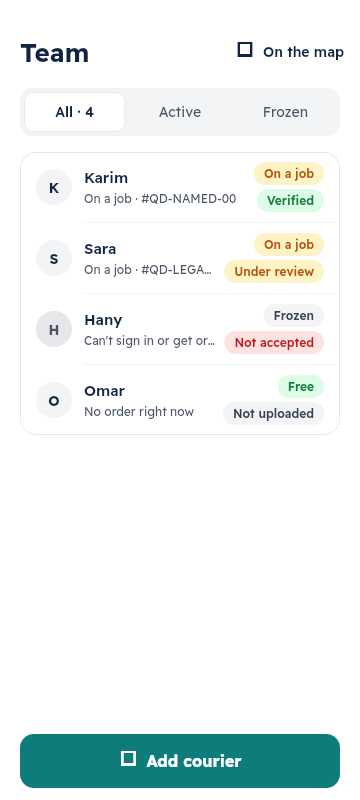 Team
On the map
All · 4
Active
Frozen
K
Karim
On a job · #QD-NAMED-00
On a job
Verified
S
Sara
On a job · #QD-LEGA…
On a job
Under review
H
Hany
Can't sign in or get or…
Frozen
Not accepted
O
Omar
No order right now
Free
Not uploaded
Add courier